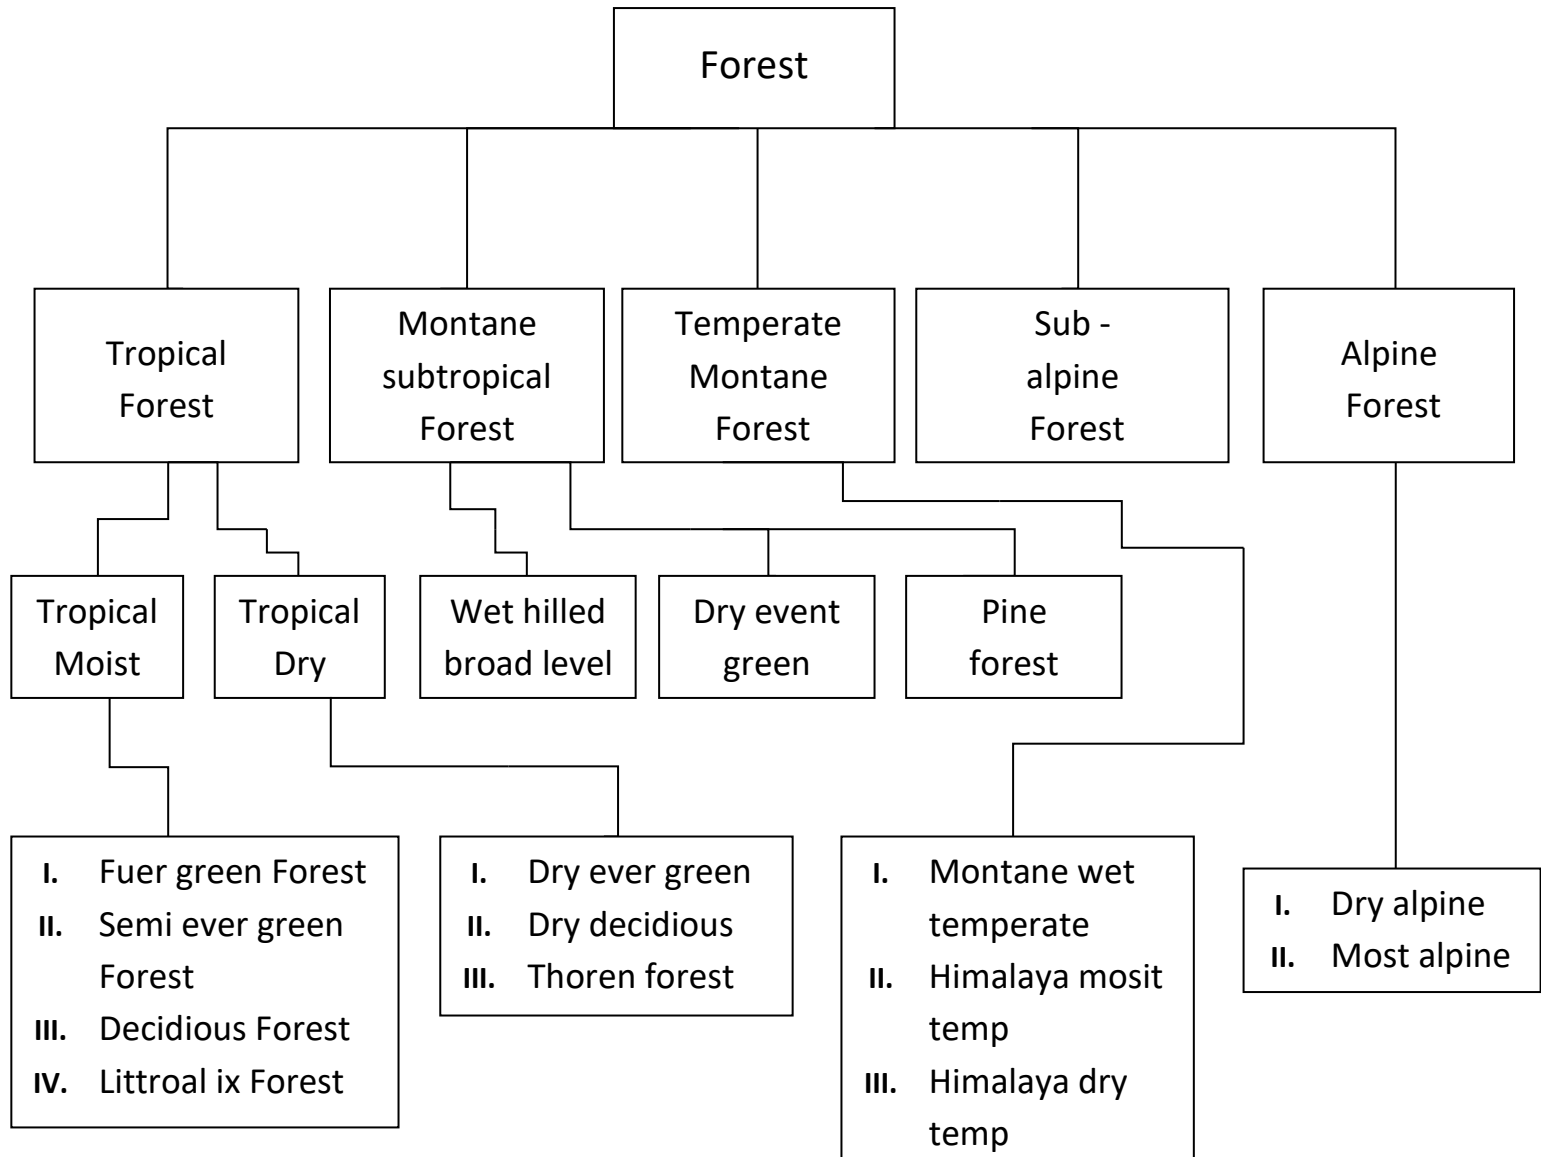 Forest
Tropical
Forest
Montane
subtropical
Forest
Temperate
Montane
Forest
Sub -
alpine
Forest
Alpine
Forest
Tropical
Moist
Tropical
Dry
Wet hilled
broad level
Dry event
green
Pine
forest
I. Fuer green Forest
II. Semi ever green
Forest
III. Decidious Forest
IV. Littroal ix Forest
I. Dry ever green
II. Dry decidious
III. Thoren forest
I. Montane wet
temperate
II. Himalaya mosit
temp
III. Himalaya dry
temp
I. Dry alpine
II. Most alpine